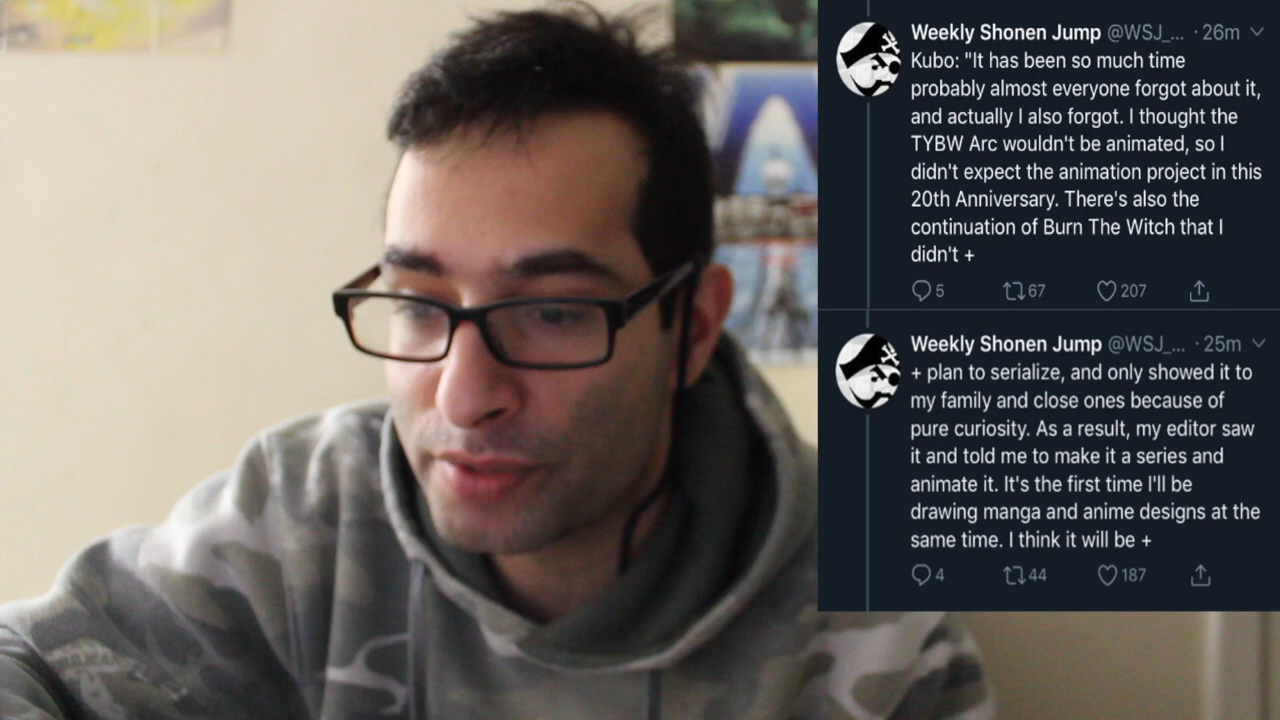 Weekly Shonen Jump @WSJ_... · 26m
Kubo: "It has been so much time
probably almost everyone forgot about it,
and actually I also forgot. I thought the
TYBW Arc wouldn't be animated, so I
didn't expect the animation project in this
20th Anniversary. There's also the
continuation of Burn The Witch that I
didn't +
5 67 207
Weekly Shonen Jump @WSJ_... · 25m
+ plan to serialize, and only showed it to
my family and close ones because of
pure curiosity. As a result, my editor saw
it and told me to make it a series and
animate it. It's the first time I'll be
drawing manga and anime designs at the
same time. I think it will be +
4 44 187